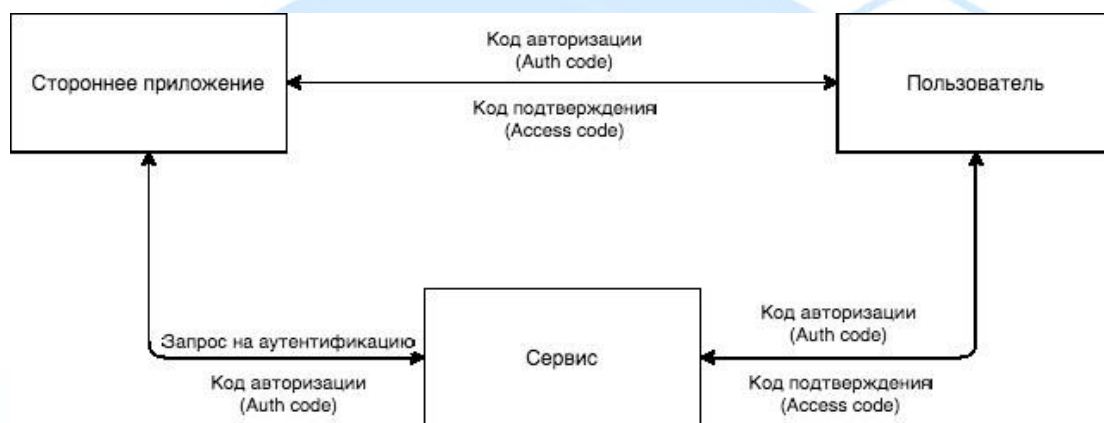 Код авторизации
(Auth code)
Стороннее приложение
Пользователь
Код подтверждения
(Access code)
Запрос на аутентификацию
Код авторизации
(Auth code)
Сервис
Код авторизации
(Auth code)
Код подтверждения
(Access code)